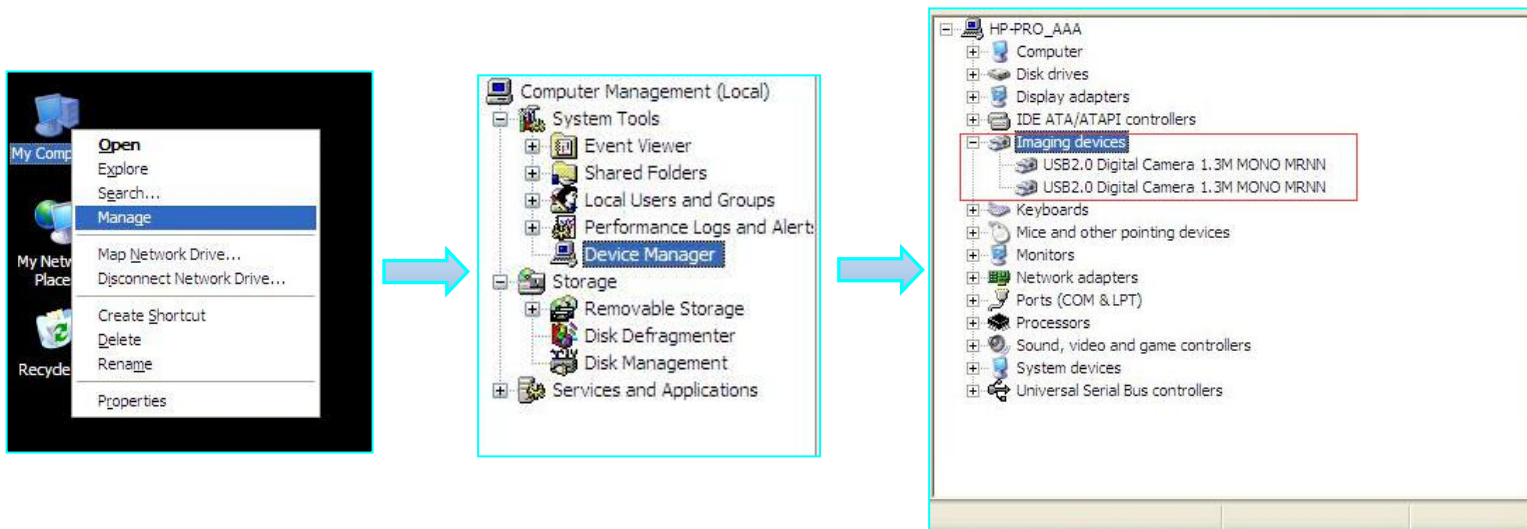 My Comp
My Netw
Place
Recycle
Open
Explore
Search...
Manage
Map Network Drive...
Disconnect Network Drive...
Create Shortcut
Delete
Rename
Properties
Computer Management (Local)
System Tools
Event Viewer
Shared Folders
Local Users and Groups
Performance Logs and Alert
Device Manager
Storage
Removable Storage
Disk Defragmenter
Disk Management
Services and Applications
HP-PRO_AAA
Computer
Disk drives
Display adapters
IDE ATA/ATAPI controllers
Imaging devices
USB2.0 Digital Camera 1.3M MONO MRNN
USB2.0 Digital Camera 1.3M MONO MRNN
Keyboards
Mice and other pointing devices
Monitors
Network adapters
Ports (COM & LPT)
Processors
Sound, video and game controllers
System devices
Universal Serial Bus controllers